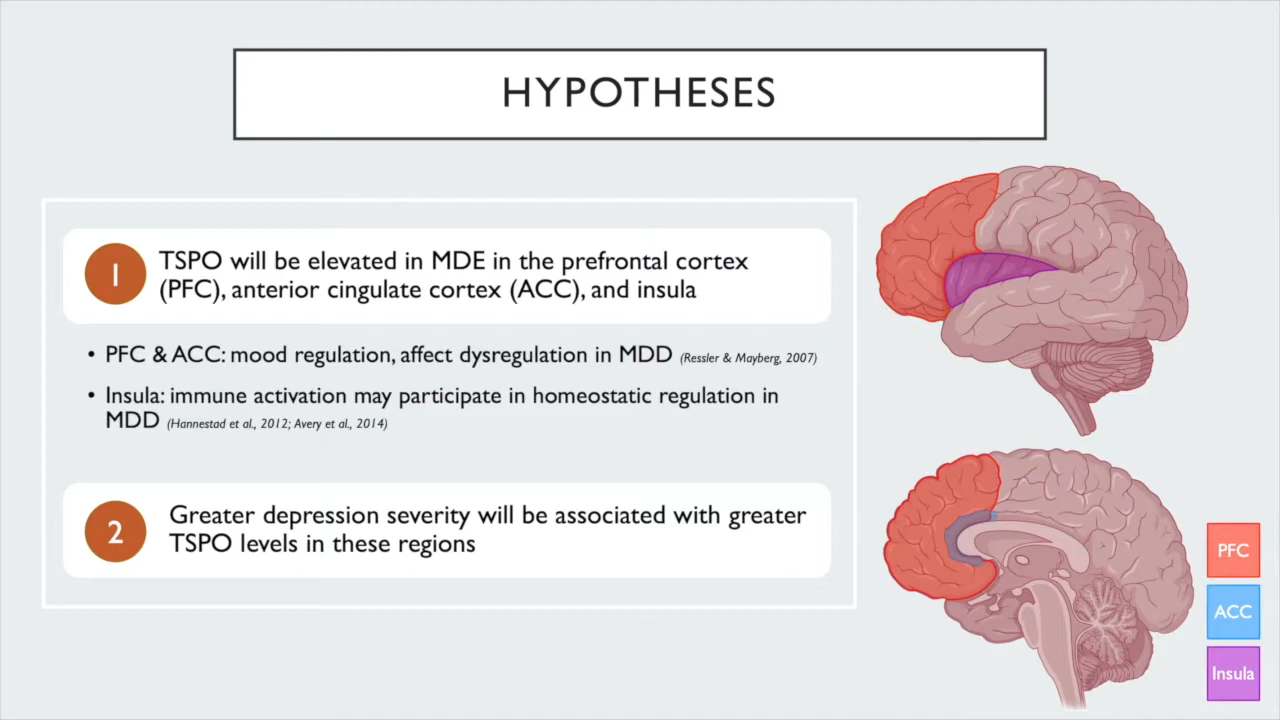 HYPOTHESES
1
TSPO will be elevated in MDE in the prefrontal cortex
(PFC), anterior cingulate cortex (ACC), and insula
• PFC & ACC: mood regulation, affect dysregulation in MDD (Ressler & Mayberg, 2007)
• Insula: immune activation may participate in homeostatic regulation in
MDD (Hannestad et al., 2012; Avery et al., 2014)
2
Greater depression severity will be associated with greater
TSPO levels in these regions
PFC
ACC
Insula